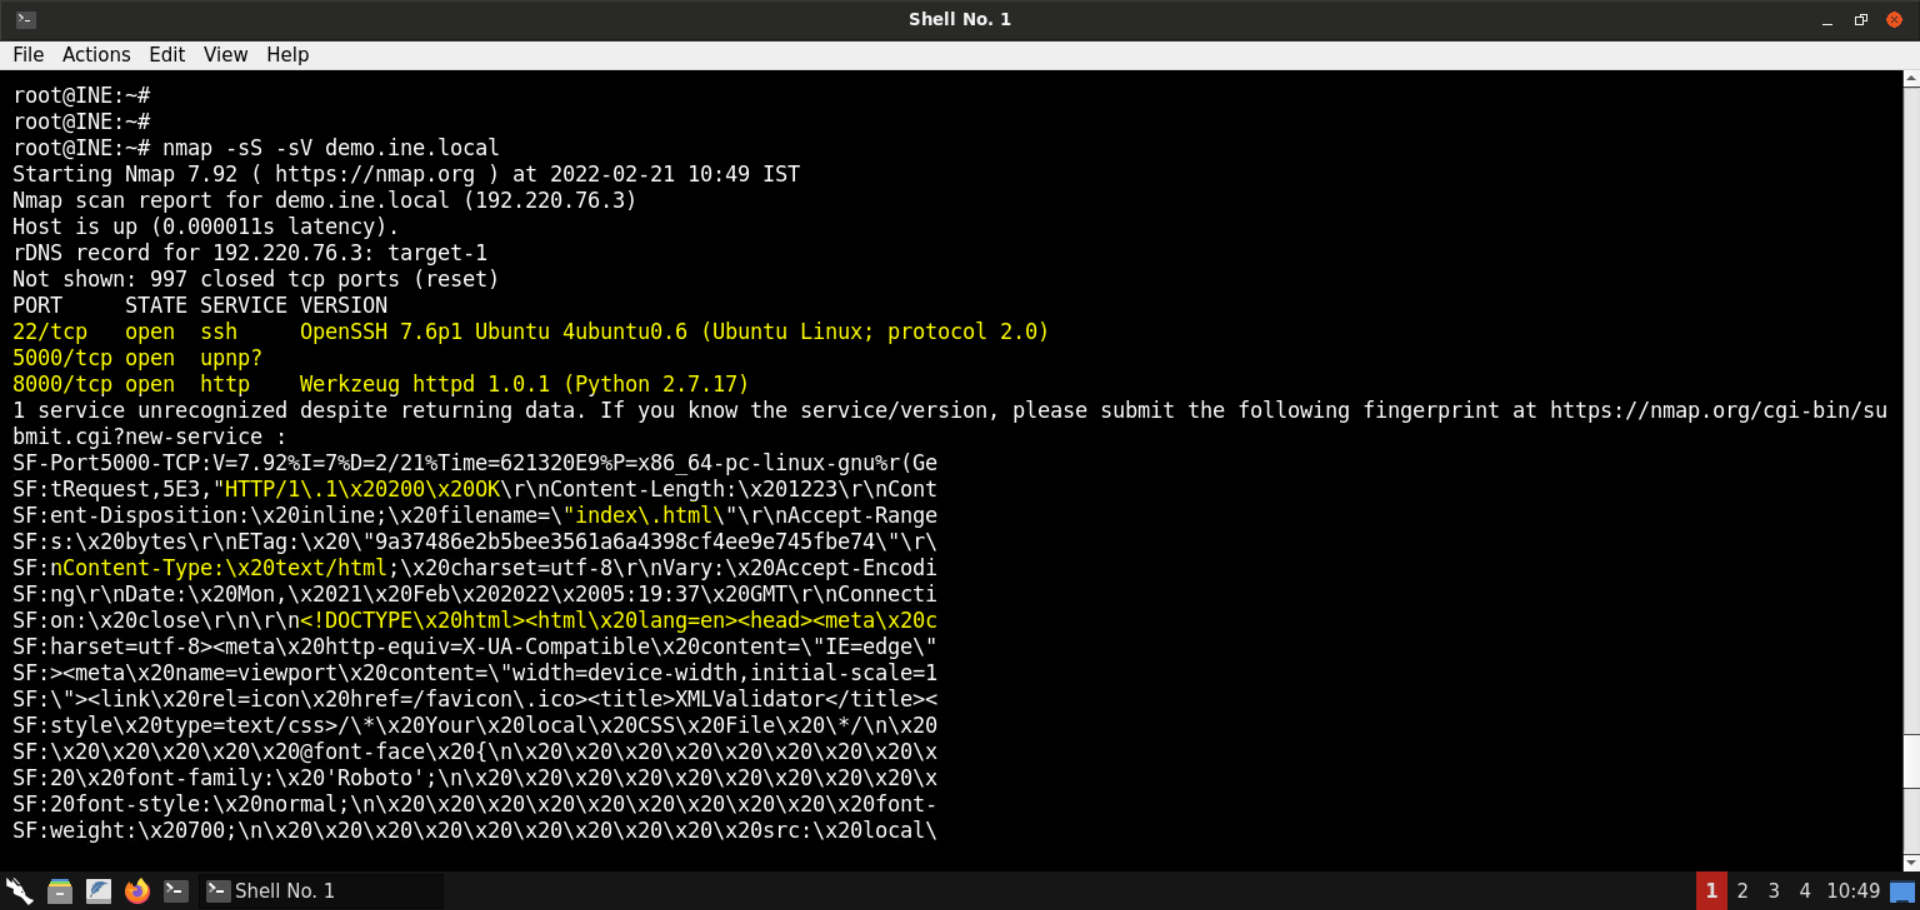 Shell No. 1
File Actions Edit View Help
root@INE:~#
root@INE:~#
root@INE:~# nmap -sS -sV demo.ine.local
Starting Nmap 7.92 ( https://nmap.org ) at 2022-02-21 10:49 IST
Nmap scan report for demo.ine.local (192.220.76.3)
Host is up (0.000011s latency).
rDNS record for 192.220.76.3: target-1
Not shown: 997 closed tcp ports (reset)
PORT     STATE SERVICE VERSION
22/tcp   open  ssh     OpenSSH 7.6p1 Ubuntu 4ubuntu0.6 (Ubuntu Linux; protocol 2.0)
5000/tcp open  upnp?
8000/tcp open  http    Werkzeug httpd 1.0.1 (Python 2.7.17)
1 service unrecognized despite returning data. If you know the service/version, please submit the following fingerprint at https://nmap.org/cgi-bin/su
bmit.cgi?new-service :
SF-Port5000-TCP:V=7.92%I=7%D=2/21%Time=621320E9%P=x86_64-pc-linux-gnu%r(Ge
SF:tRequest,5E3,"HTTP/1\.1\x20200\x20OK\r\nContent-Length:\x201223\r\nCont
SF:ent-Disposition:\x20inline;\x20filename=\"index\.html\"\r\nAccept-Range
SF:s:\x20bytes\r\nETag:\x20\"9a37486e2b5bee3561a6a4398cf4ee9e745fbe74\"\r\
SF:nContent-Type:\x20text/html;\x20charset=utf-8\r\nVary:\x20Accept-Encodi
SF:ng\r\nDate:\x20Mon,\x2021\x20Feb\x202022\x2005:19:37\x20GMT\r\nConnecti
SF:on:\x20close\r\n\r\n<!DOCTYPE\x20html><html\x20lang=en><head><meta\x20c
SF:harset=utf-8><meta\x20http-equiv=X-UA-Compatible\x20content=\"IE=edge\"
SF:><meta\x20name=viewport\x20content=\"width=device-width,initial-scale=1
SF:\"><link\x20rel=icon\x20href=/favicon\.ico><title>XMLValidator</title><
SF:style\x20type=text/css>/\*\x20Your\x20local\x20CSS\x20File\x20\*/\n\x20
SF:\x20\x20\x20\x20\x20@font-face\x20{\n\x20\x20\x20\x20\x20\x20\x20\x20\x
SF:20\x20font-family:\x20'Roboto';\n\x20\x20\x20\x20\x20\x20\x20\x20\x20\x
SF:20font-style:\x20normal;\n\x20\x20\x20\x20\x20\x20\x20\x20\x20\x20font-
SF:weight:\x20700;\n\x20\x20\x20\x20\x20\x20\x20\x20\x20\x20src:\x20local\
Shell No. 1
1 2 3 4 10:49